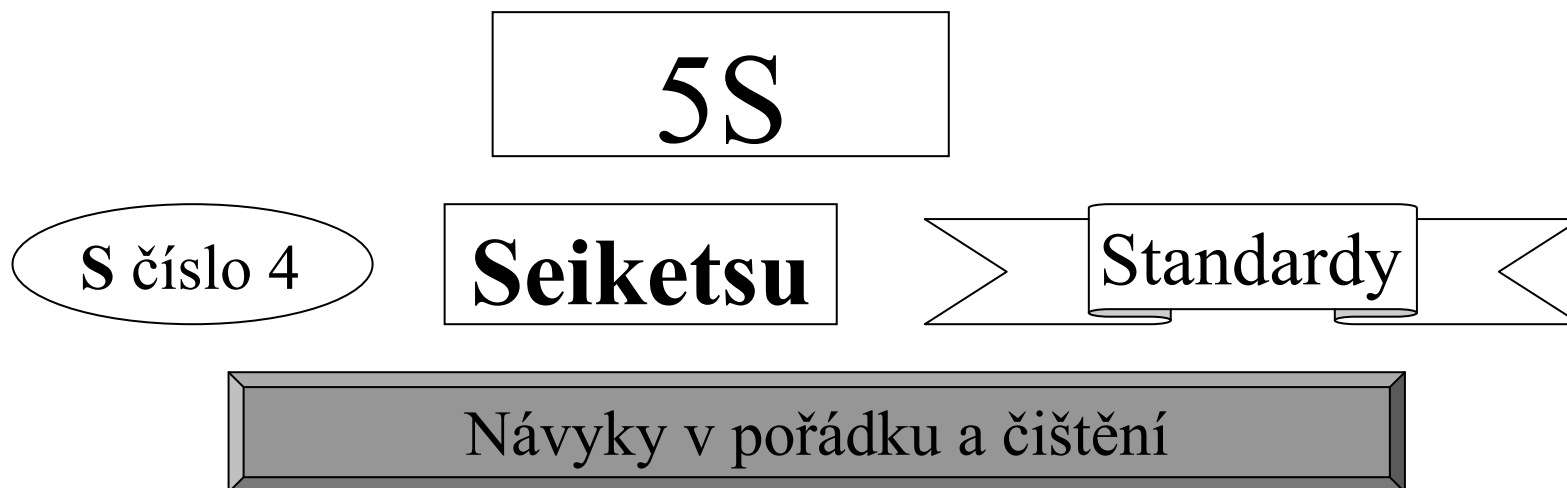 5S
S číslo 4
Seiketsu
Standardy
Návyky v pořádku a čištění